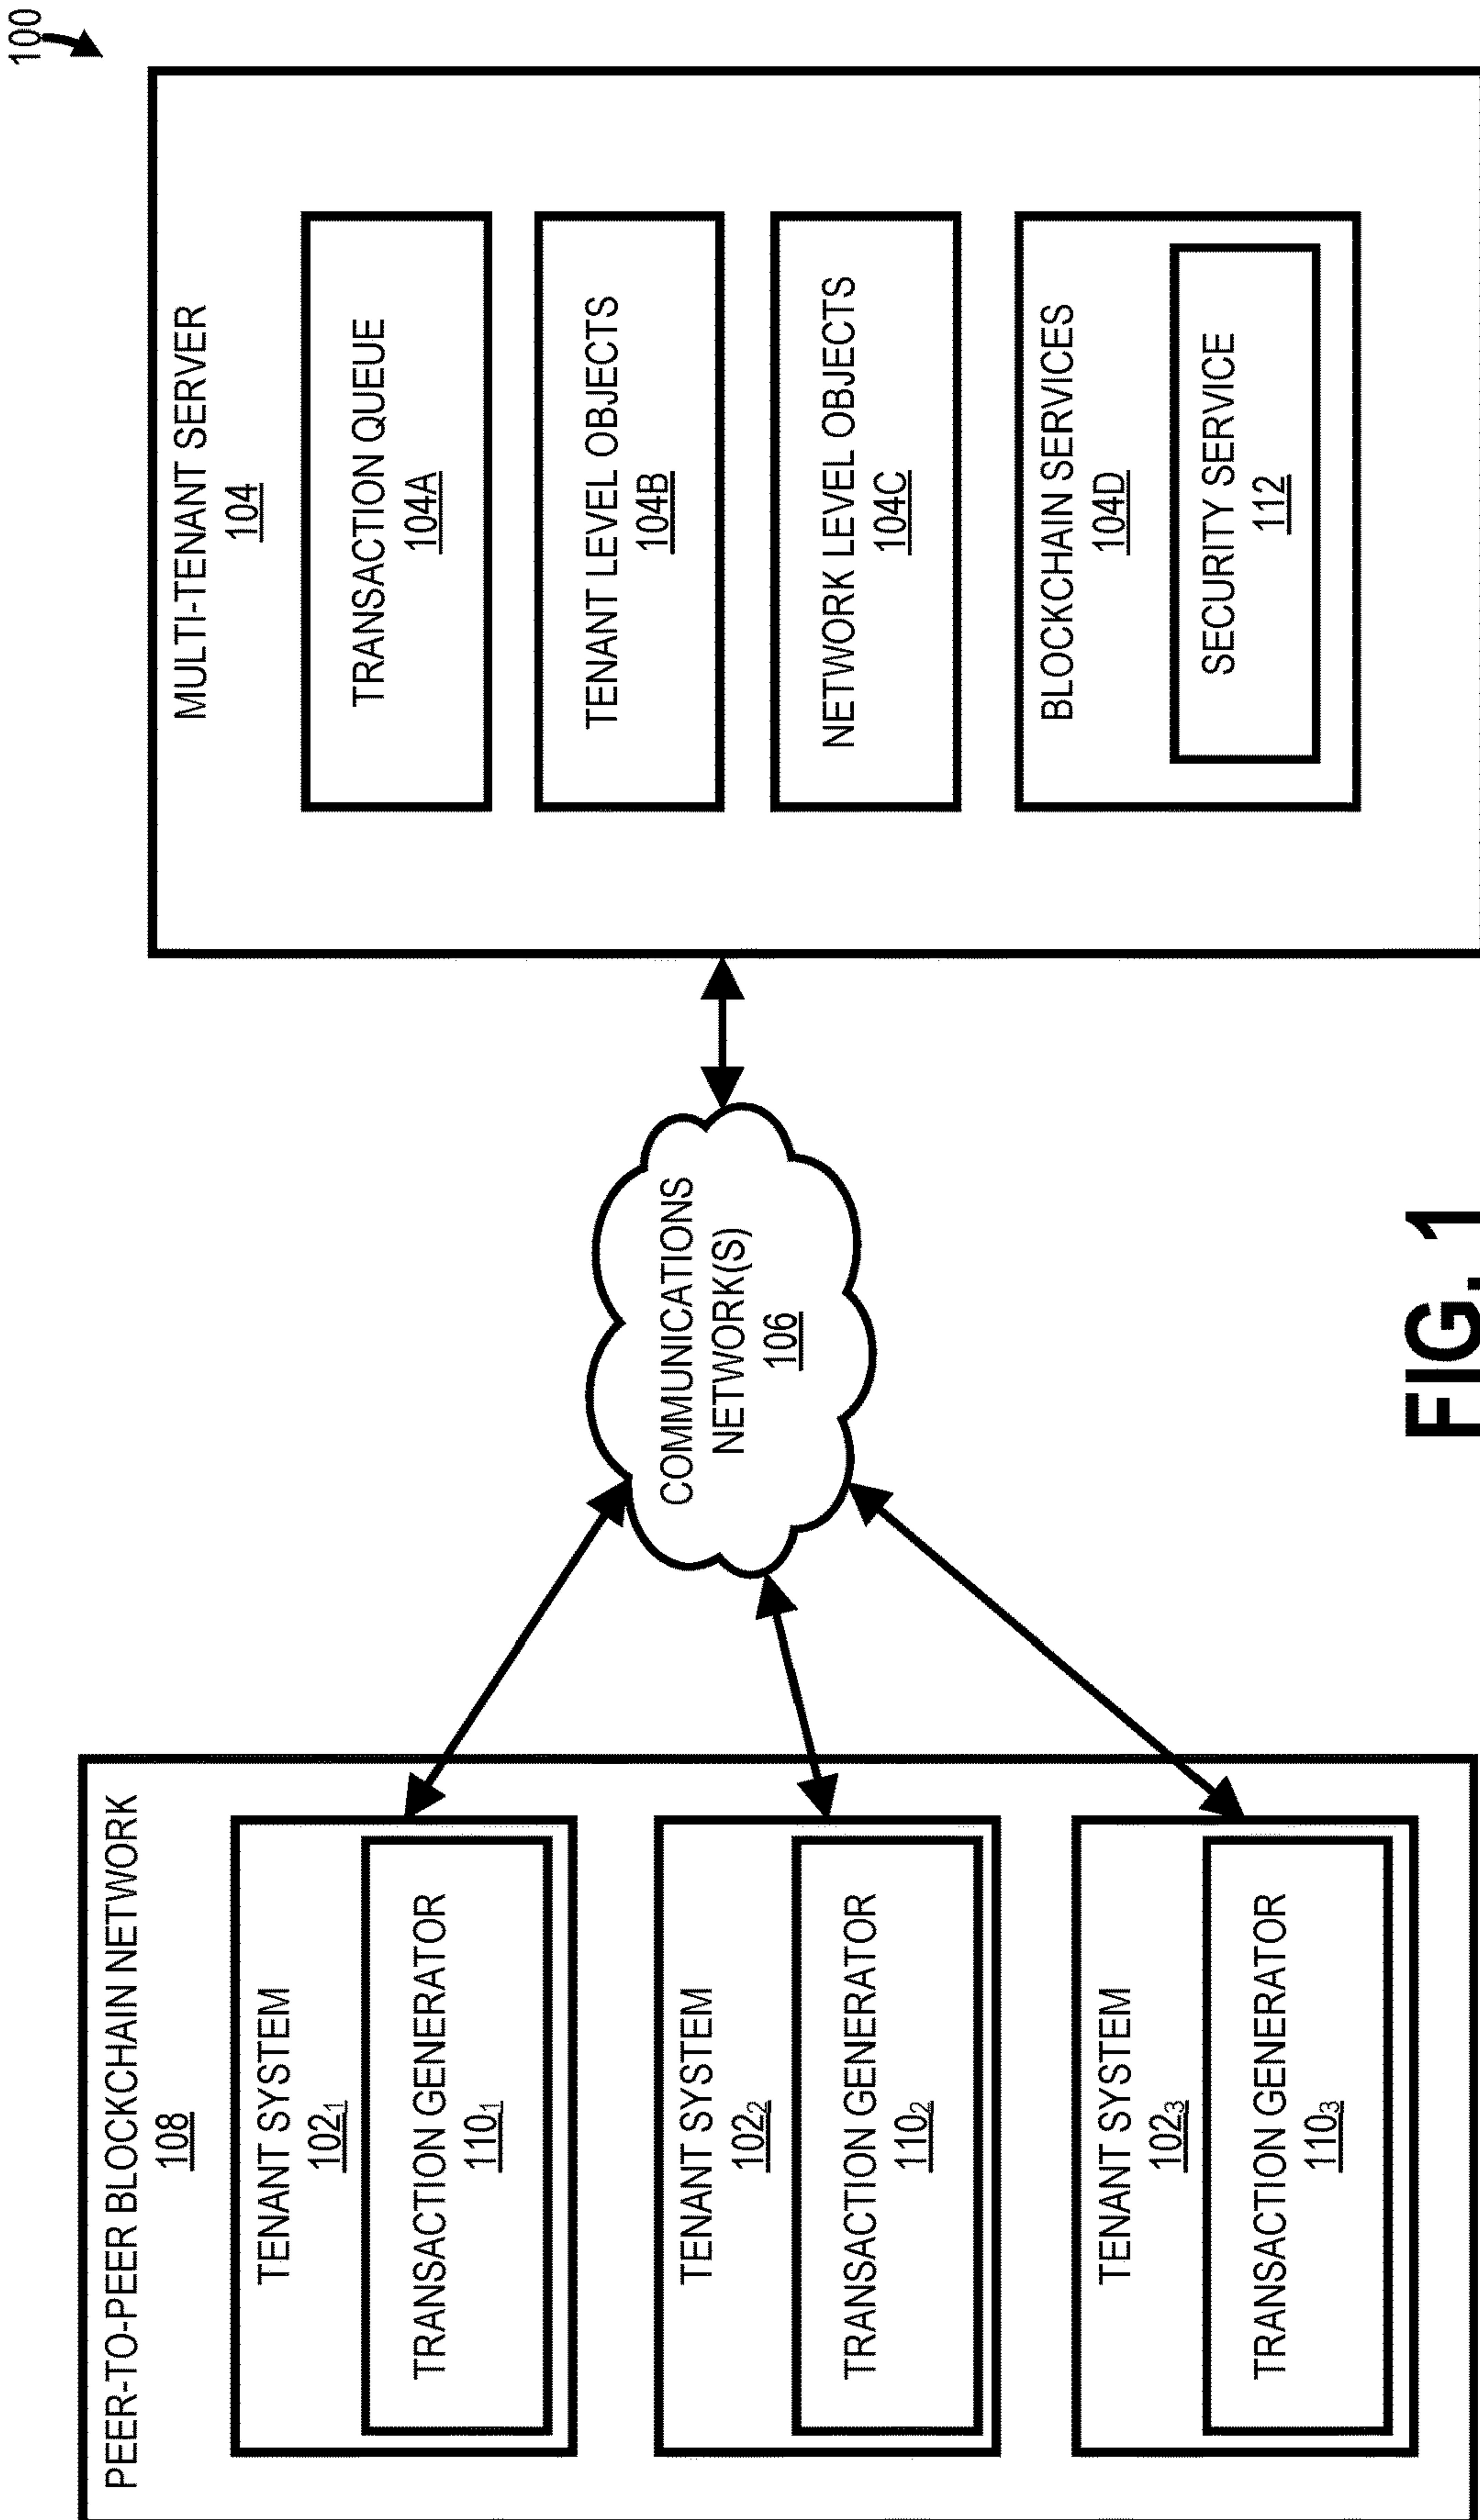 100
PEER-TO-PEER BLOCKCHAIN NETWORK
108
TENANT SYSTEM
102₁
TRANSACTION GENERATOR
110₁
TENANT SYSTEM
102₂
TRANSACTION GENERATOR
110₂
TENANT SYSTEM
102₃
TRANSACTION GENERATOR
110₃
COMMUNICATIONS
NETWORK(S)
106
MULTI-TENANT SERVER
104
TRANSACTION QUEUE
104A
TENANT LEVEL OBJECTS
104B
NETWORK LEVEL OBJECTS
104C
BLOCKCHAIN SERVICES
104D
SECURITY SERVICE
112
FIG. 1